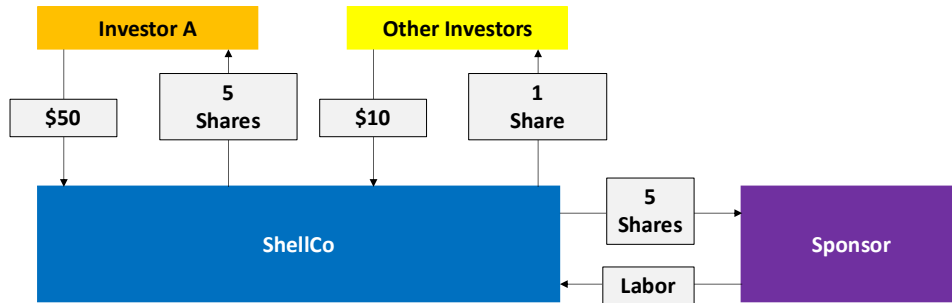 Investor A
Other Investors
$50
5
Shares
$10
1
Share
ShellCo
5
Shares
Sponsor
Labor